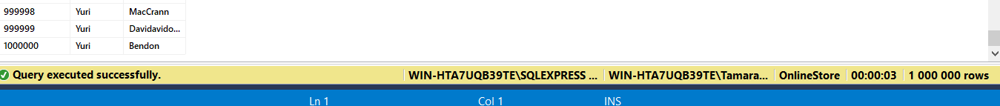 999998 Yuri MacCrann
999999 Yuri Davidavido...
1000000 Yuri Bendon
Query executed successfully. WIN-HTA7UQB39TE\SQLEXPRESS ... WIN-HTA7UQB39TE\Tamara... OnlineStore 00:00:03 1 000 000 rows
Ln 1 Col 1 INS